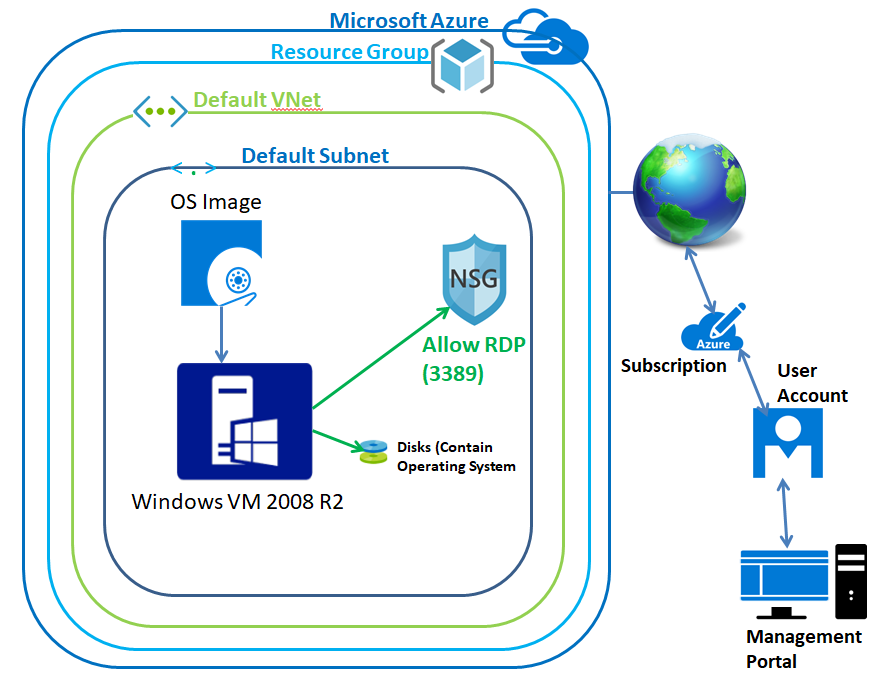 Microsoft Azure
Resource Group
Default VNet
Default Subnet
OS Image
NSG
Allow RDP
(3389)
Disks (Contain
Operating System
Windows VM 2008 R2
Azure
Subscription
User
Account
Management
Portal